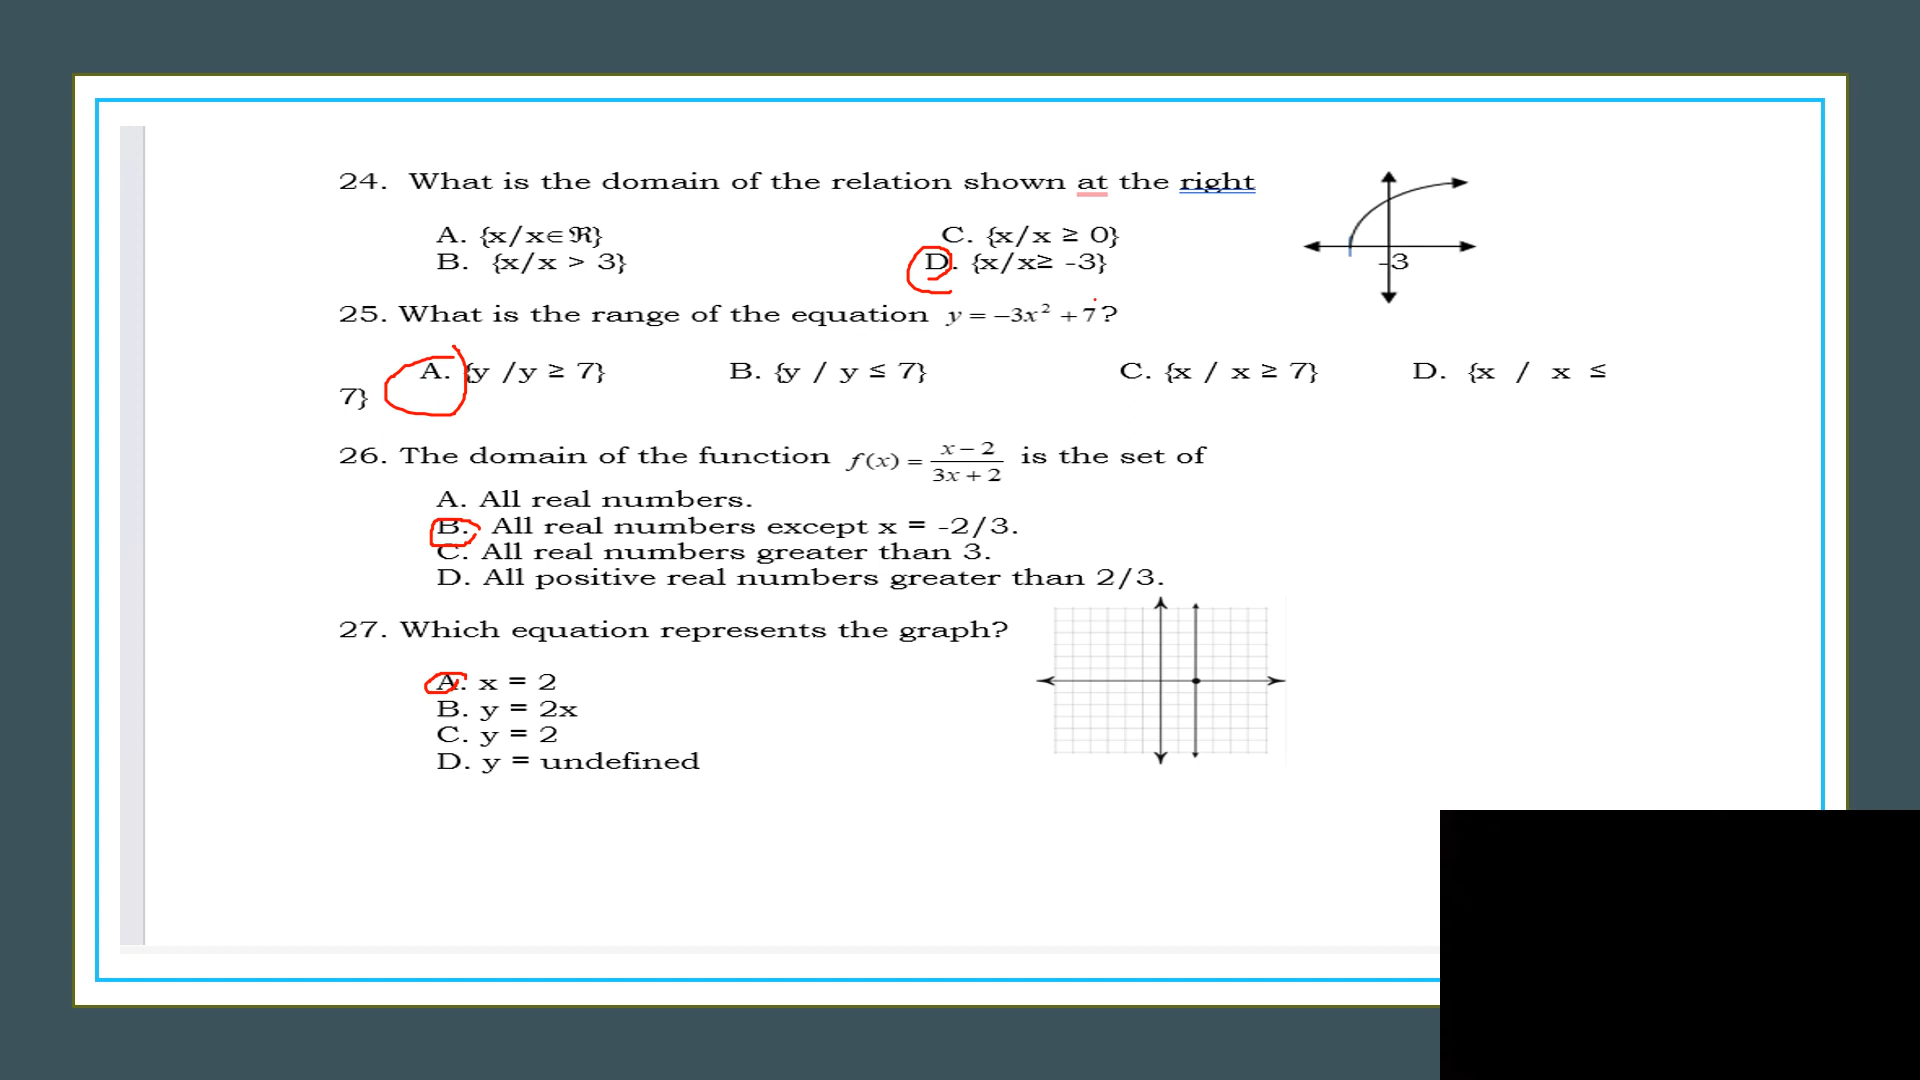 24. What is the domain of the relation shown at the right
A. {x/x∈ℜ} C. {x/x ≥ 0}
B. {x/x > 3} D. {x/x≥ -3}
-3
25. What is the range of the equation y = −3x² + 7?
A. {y /y ≥ 7} B. {y / y ≤ 7} C. {x / x ≥ 7} D. {x / x ≤
7}
26. The domain of the function f(x) = (x − 2)/(3x + 2) is the set of
A. All real numbers.
B. All real numbers except x = -2/3.
C. All real numbers greater than 3.
D. All positive real numbers greater than 2/3.
27. Which equation represents the graph?
A. x = 2
B. y = 2x
C. y = 2
D. y = undefined